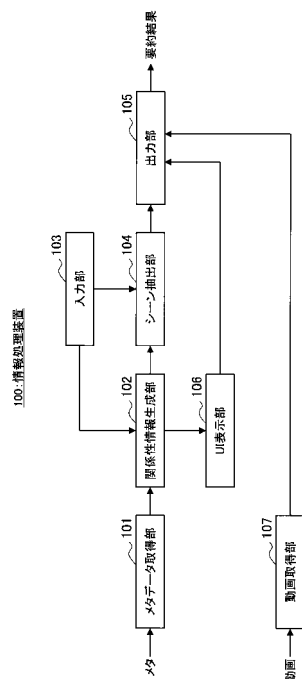 100:情報処理装置
103
入力部
メタ
101
メタデータ取得部
102
関係性情報生成部
104
シーン抽出部
105
出力部
要約結果
106
UI表示部
動画
107
動画取得部